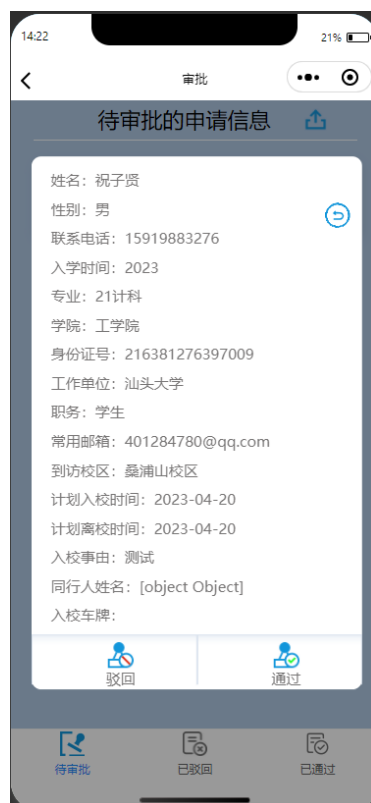 14:22
21%
审批
待审批的申请信息
姓名：祝子贤
性别：男
联系电话：15919883276
入学时间：2023
专业：21计科
学院：工学院
身份证号：216381276397009
工作单位：汕头大学
职务：学生
常用邮箱：401284780@qq.com
到访校区：桑浦山校区
计划入校时间：2023-04-20
计划离校时间：2023-04-20
入校事由：测试
同行人姓名：[object Object]
入校车牌：
驳回
通过
待审批
已驳回
已通过